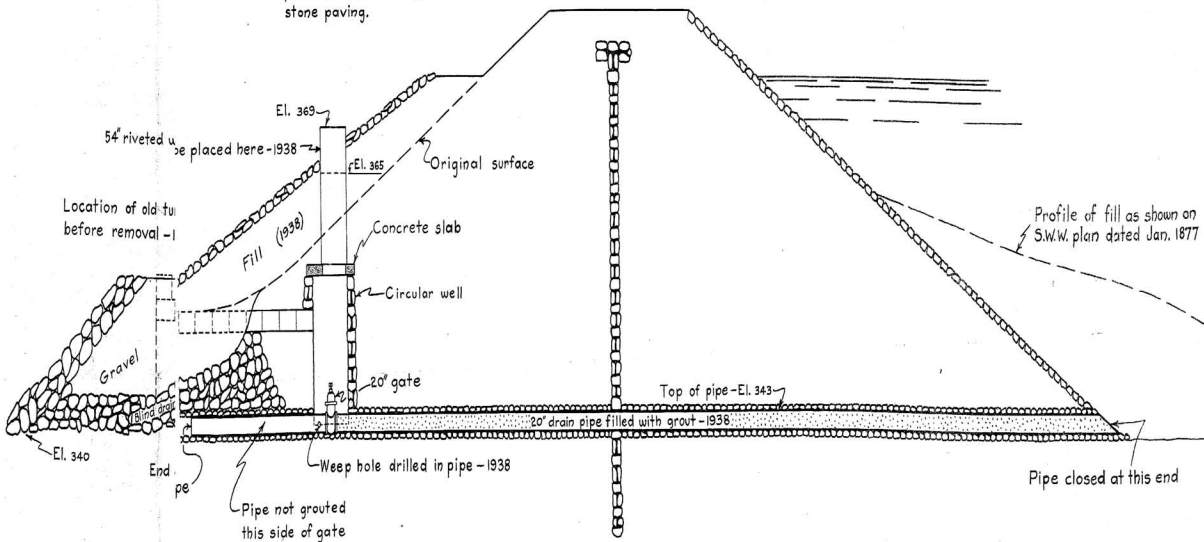 stone paving.
El. 369
54" riveted
pe placed here-1938
El. 365
Original surface
Location of old
before removal -
Fill (1938)
Concrete slab
Profile of fill as shown on
S.W.W. plan dated Jan. 1877
Circular well
Gravel
20" gate
Top of pipe-El. 343
Blind
20" drain pipe filled with grout-1938
El. 340
End
pe
Weep hole drilled in pipe-1938
Pipe closed at this end
Pipe not grouted
this side of gate